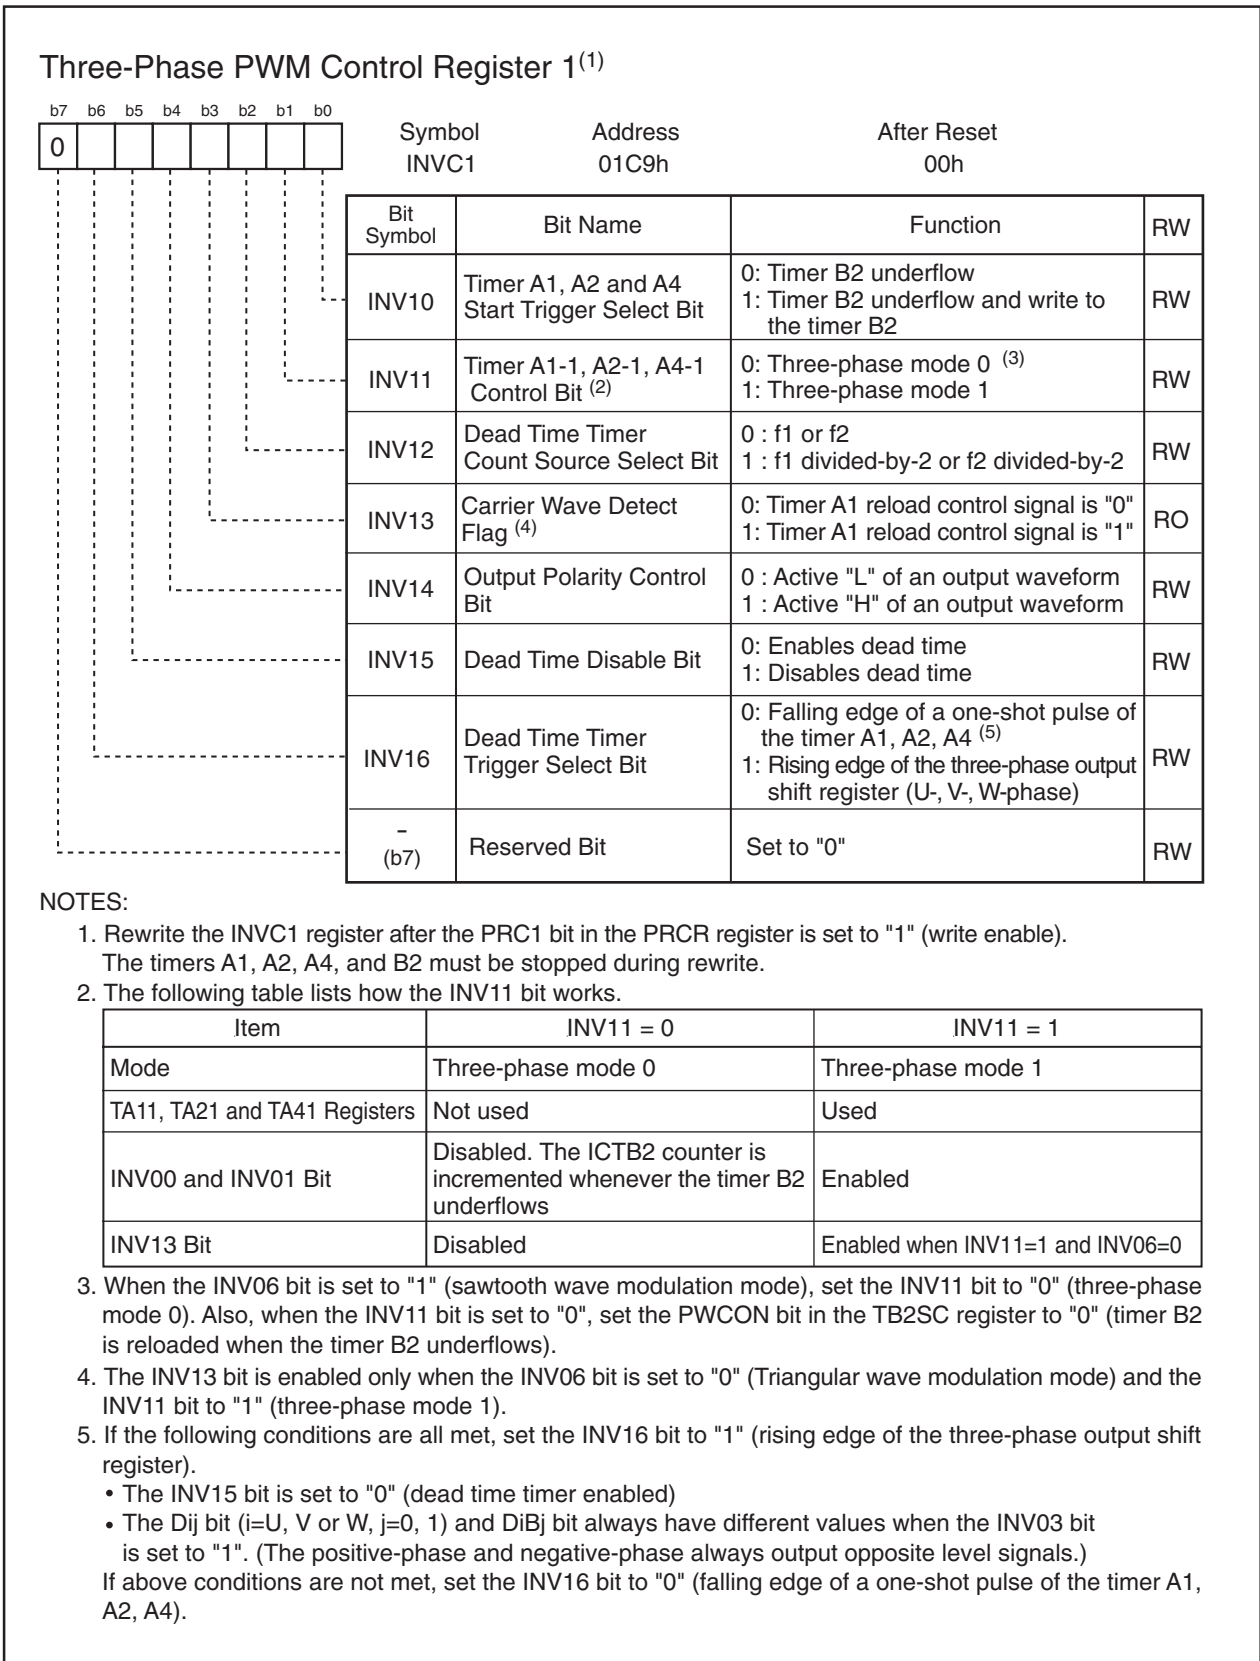 Three-Phase PWM Control Register 1(1)
b7 b6 b5 b4 b3 b2 b1 b0
0
Symbol Address After Reset
INVC1 01C9h 00h
Bit Symbol Bit Name Function RW
INV10
Timer A1, A2 and A4
Start Trigger Select Bit
0: Timer B2 underflow
1: Timer B2 underflow and write to
the timer B2
RW
INV11
Timer A1-1, A2-1, A4-1
Control Bit (2)
0: Three-phase mode 0 (3)
1: Three-phase mode 1
RW
INV12
Dead Time Timer
Count Source Select Bit
0 : f1 or f2
1 : f1 divided-by-2 or f2 divided-by-2
RW
INV13
Carrier Wave Detect
Flag (4)
0: Timer A1 reload control signal is "0"
1: Timer A1 reload control signal is "1"
RO
INV14
Output Polarity Control
Bit
0 : Active "L" of an output waveform
1 : Active "H" of an output waveform
RW
INV15
Dead Time Disable Bit
0: Enables dead time
1: Disables dead time
RW
INV16
Dead Time Timer
Trigger Select Bit
0: Falling edge of a one-shot pulse of
the timer A1, A2, A4 (5)
1: Rising edge of the three-phase output
shift register (U-, V-, W-phase)
RW
-
(b7)
Reserved Bit
Set to "0"
RW
NOTES:
1. Rewrite the INVC1 register after the PRC1 bit in the PRCR register is set to "1" (write enable).
The timers A1, A2, A4, and B2 must be stopped during rewrite.
2. The following table lists how the INV11 bit works.
Item INV11 = 0 INV11 = 1
Mode Three-phase mode 0 Three-phase mode 1
TA11, TA21 and TA41 Registers Not used Used
INV00 and INV01 Bit
Disabled. The ICTB2 counter is
incremented whenever the timer B2
underflows
Enabled
INV13 Bit Disabled Enabled when INV11=1 and INV06=0
3. When the INV06 bit is set to "1" (sawtooth wave modulation mode), set the INV11 bit to "0" (three-phase
mode 0). Also, when the INV11 bit is set to "0", set the PWCON bit in the TB2SC register to "0" (timer B2
is reloaded when the timer B2 underflows).
4. The INV13 bit is enabled only when the INV06 bit is set to "0" (Triangular wave modulation mode) and the
INV11 bit to "1" (three-phase mode 1).
5. If the following conditions are all met, set the INV16 bit to "1" (rising edge of the three-phase output shift
register).
• The INV15 bit is set to "0" (dead time timer enabled)
• The Dij bit (i=U, V or W, j=0, 1) and DiBj bit always have different values when the INV03 bit
is set to "1". (The positive-phase and negative-phase always output opposite level signals.)
If above conditions are not met, set the INV16 bit to "0" (falling edge of a one-shot pulse of the timer A1,
A2, A4).